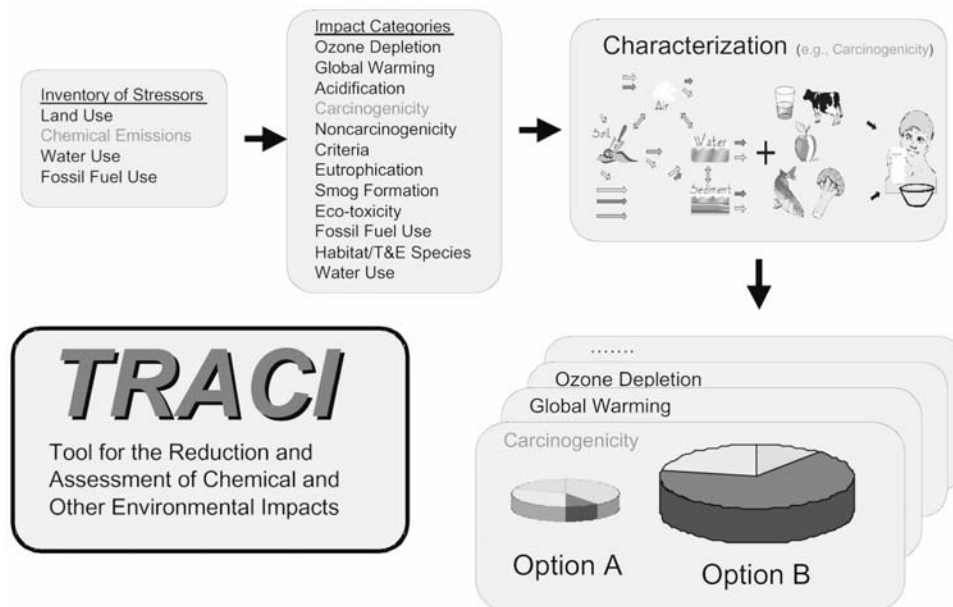 Inventory of Stressors
Land Use
Chemical Emissions
Water Use
Fossil Fuel Use
Impact Categories
Ozone Depletion
Global Warming
Acidification
Carcinogenicity
Noncarcinogenicity
Criteria
Eutrophication
Smog Formation
Eco-toxicity
Fossil Fuel Use
Habitat/T&E Species
Water Use
Characterization (e.g., Carcinogenicity)
Air
Soil
Water
Sediment
TRACI
Tool for the Reduction and
Assessment of Chemical and
Other Environmental Impacts
.......
Ozone Depletion
Global Warming
Carcinogenicity
Option A
Option B